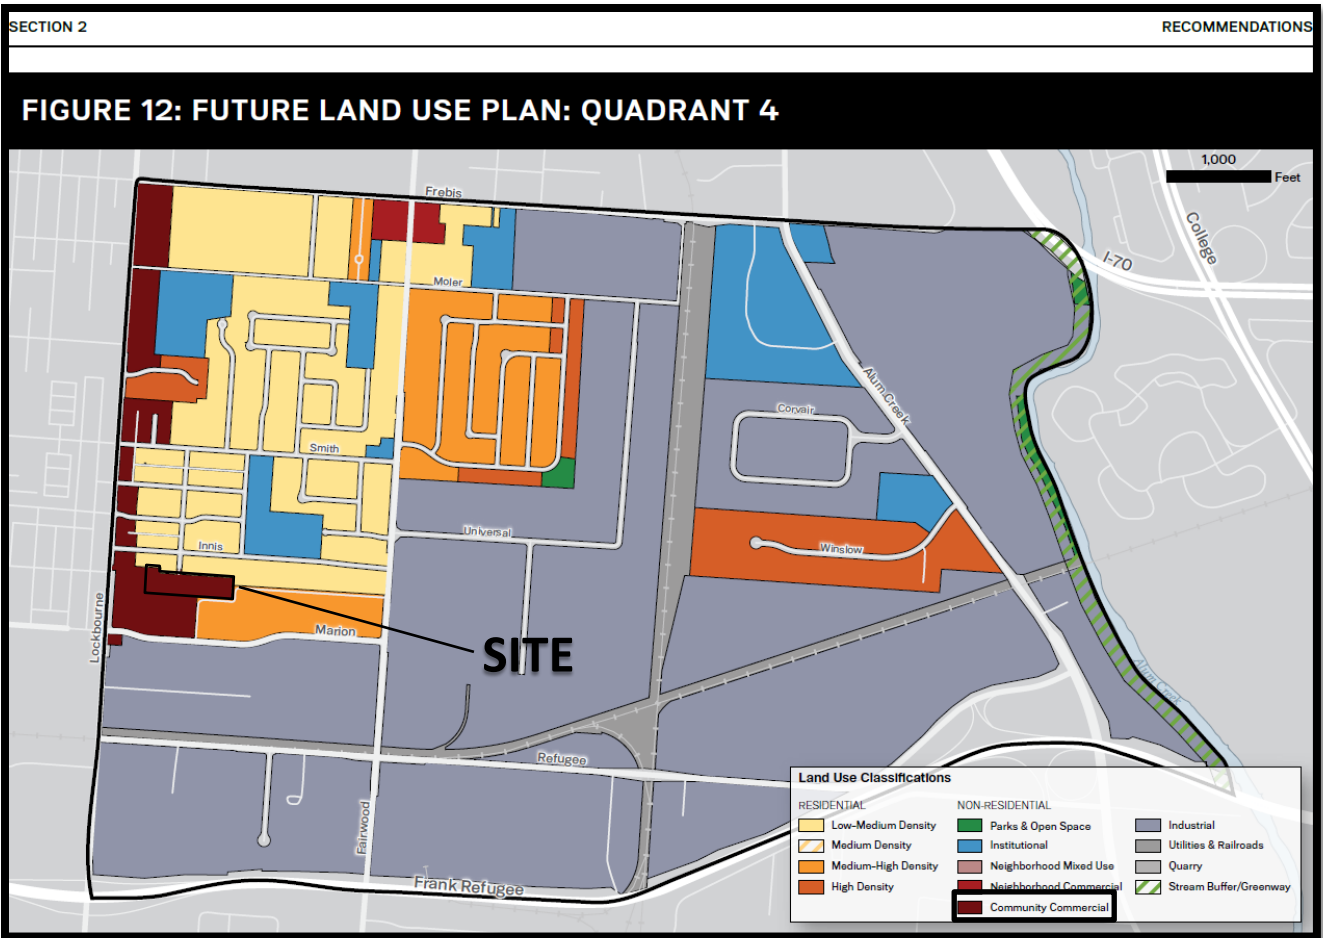 SECTION 2
RECOMMENDATIONS
FIGURE 12: FUTURE LAND USE PLAN: QUADRANT 4
1,000
Feet
Frebis
College
I-70
Moler
Alum Creek
Corvair
Smith
Universal
Innis
Winslow
Lockbourne
Marion
SITE
Alum Creek
Refugee
Fairwood
Frank Refugee
Land Use Classifications
RESIDENTIAL
Low-Medium Density
Medium Density
Medium-High Density
High Density
NON-RESIDENTIAL
Parks & Open Space
Institutional
Neighborhood Mixed Use
Neighborhood Commercial
Community Commercial
Industrial
Utilities & Railroads
Quarry
Stream Buffer/Greenway